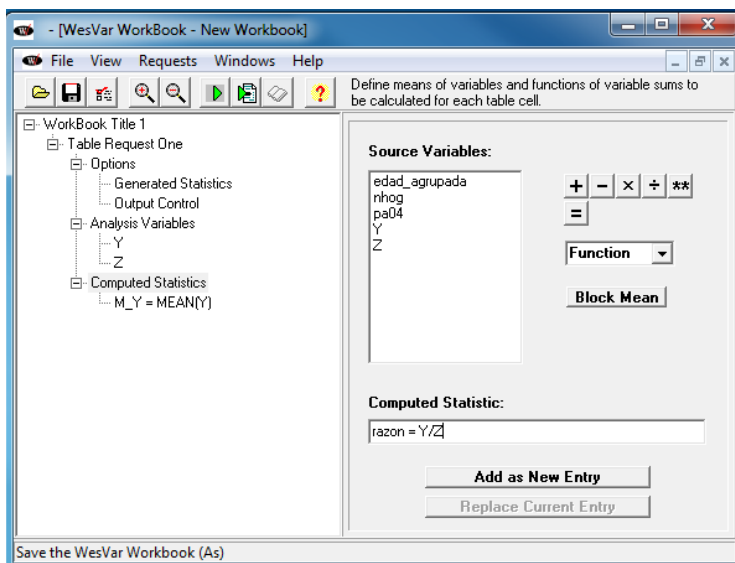 - [WesVar WorkBook - New Workbook]
File View Requests Windows Help
Define means of variables and functions of variable sums to
be calculated for each table cell.
WorkBook Title 1
Table Request One
Options
Generated Statistics
Output Control
Analysis Variables
Y
Z
Computed Statistics
M_Y = MEAN(Y)
Source Variables:
edad_agrupada
nhog
pa04
Y
Z
+ − × ÷ **
=
Function
Block Mean
Computed Statistic:
razon = Y/Z
Add as New Entry
Replace Current Entry
Save the WesVar Workbook (As)